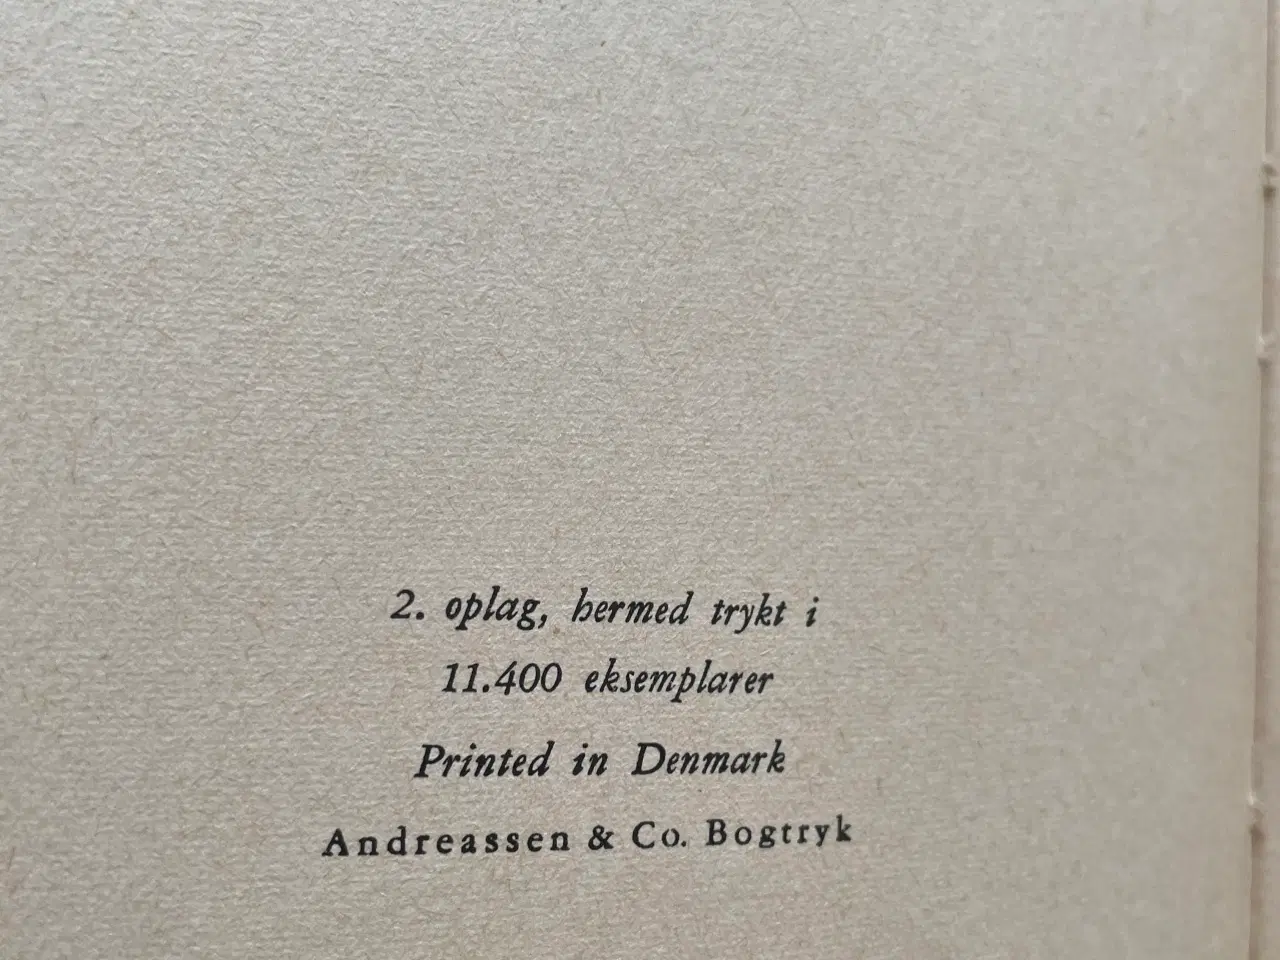 2. oplag, hermed trykt i
11.400 eksemplarer
Printed in Denmark
Andreassen & Co. Bogtryk